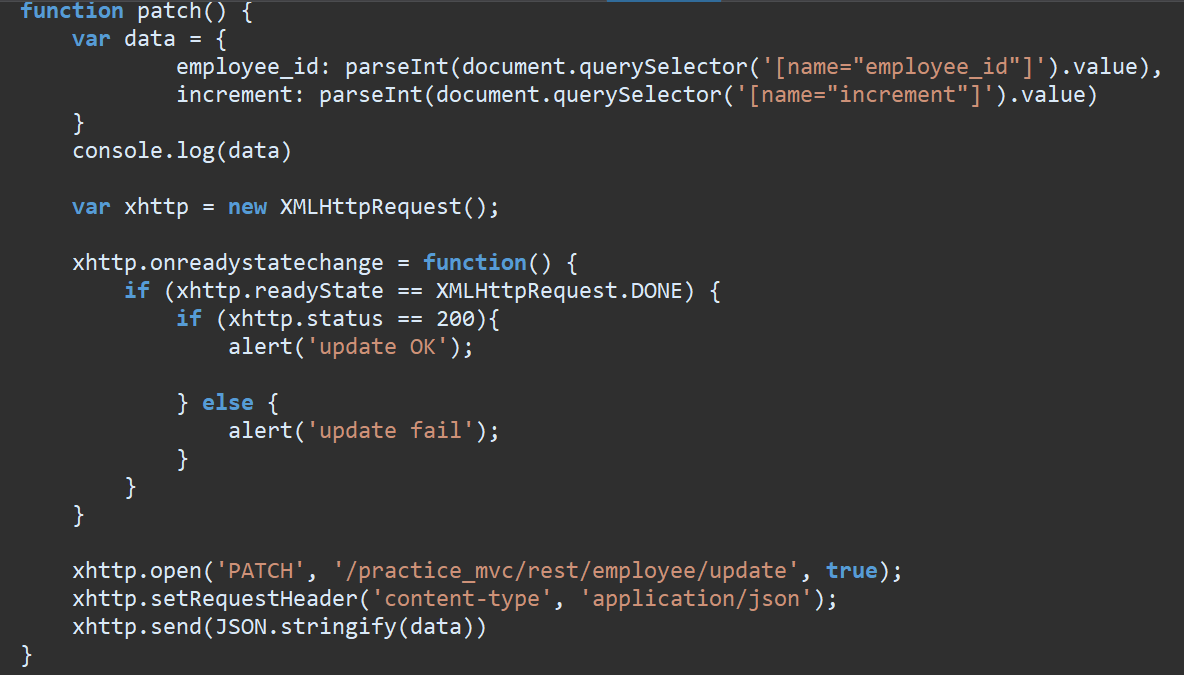 function patch() {
    var data = {
            employee_id: parseInt(document.querySelector('[name="employee_id"]').value),
            increment: parseInt(document.querySelector('[name="increment"]').value)
    }
    console.log(data)

    var xhttp = new XMLHttpRequest();

    xhttp.onreadystatechange = function() {
        if (xhttp.readyState == XMLHttpRequest.DONE) {
            if (xhttp.status == 200){
                alert('update OK');

            } else {
                alert('update fail');
            }
        }
    }

    xhttp.open('PATCH', '/practice_mvc/rest/employee/update', true);
    xhttp.setRequestHeader('content-type', 'application/json');
    xhttp.send(JSON.stringify(data))
}